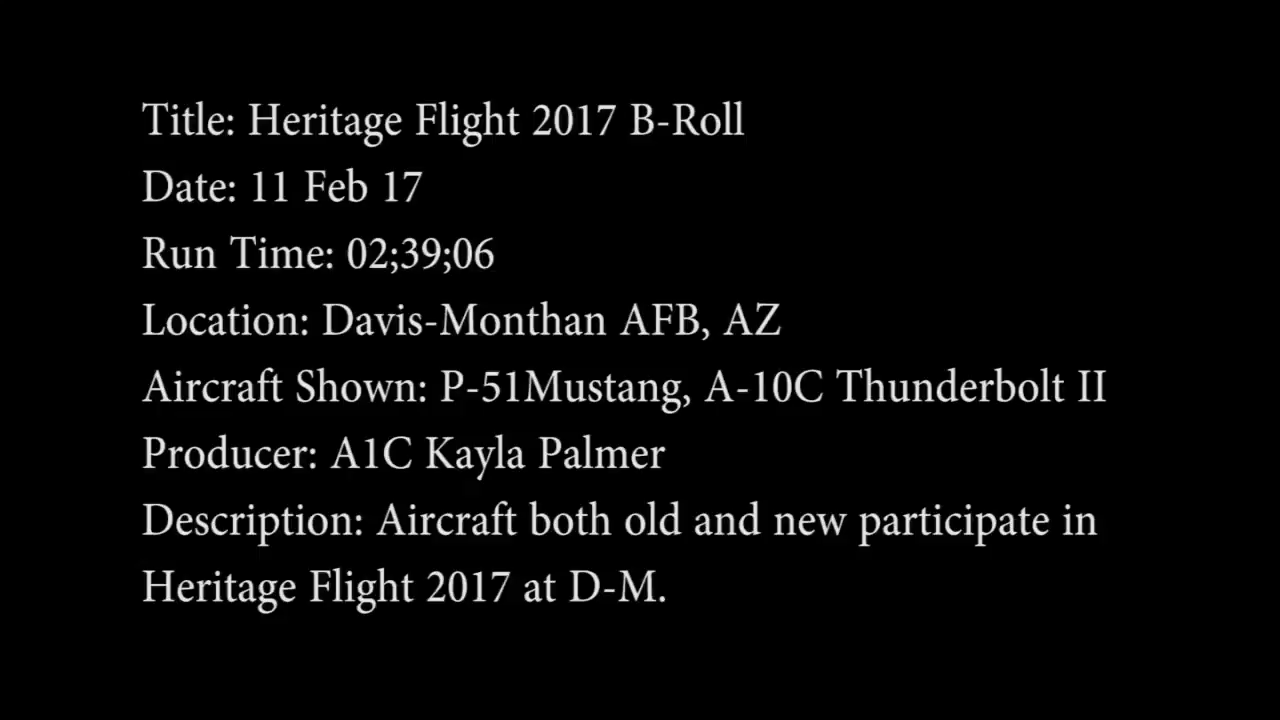 Title: Heritage Flight 2017 B-Roll
Date: 11 Feb 17
Run Time: 02;39;06
Location: Davis-Monthan AFB, AZ
Aircraft Shown: P-51Mustang, A-10C Thunderbolt II
Producer: A1C Kayla Palmer
Description: Aircraft both old and new participate in
Heritage Flight 2017 at D-M.